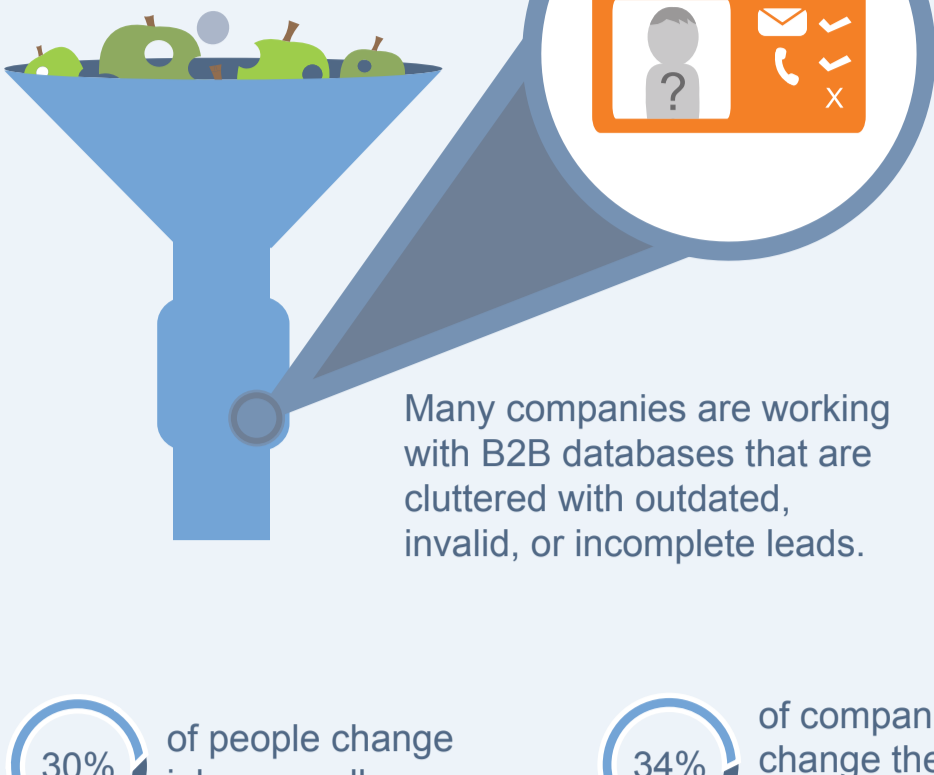 ?
X
Many companies are working
with B2B databases that are
cluttered with outdated,
invalid, or incomplete leads.
30%
of people change
34%
of compan
change the